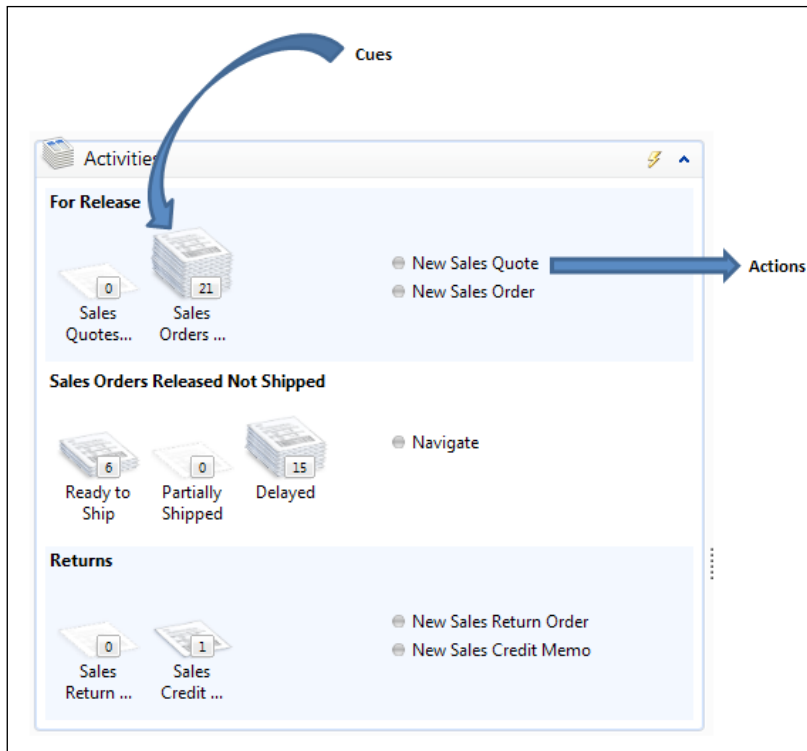 Cues
Activities
For Release
0
21
Sales
Quotes...
Sales
Orders ...
New Sales Quote
New Sales Order
Actions
Sales Orders Released Not Shipped
6
0
15
Ready to
Ship
Partially
Shipped
Delayed
Navigate
Returns
0
1
Sales
Return ...
Sales
Credit ...
New Sales Return Order
New Sales Credit Memo